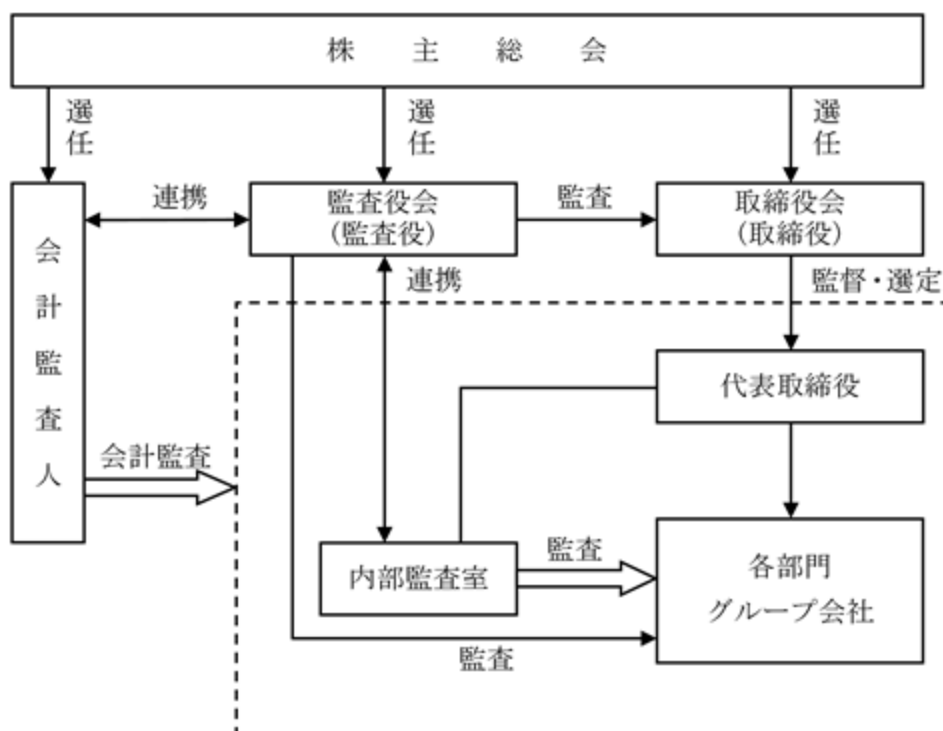 株主総会
選任
選任
選任
連携
監査役会
(監査役)
監査
取締役会
(取締役)
会計監査人
連携
監督・選定
代表取締役
会計監査
内部監査室
監査
各部門
グループ会社
監査